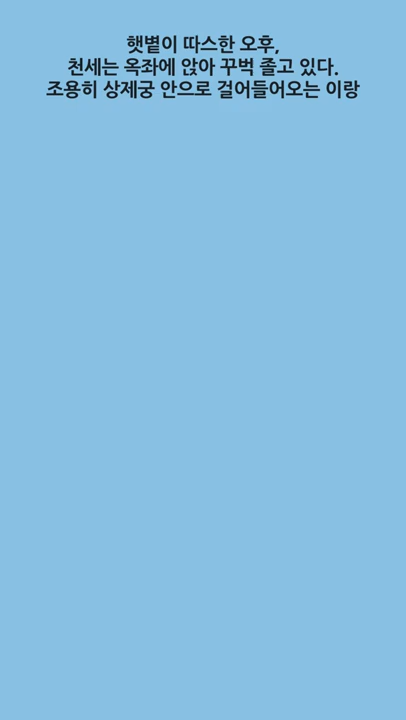 햇볕이 따스한 오후,
천세는 옥좌에 앉아 꾸벅 졸고 있다.
조용히 상제궁 안으로 걸어들어오는 이랑